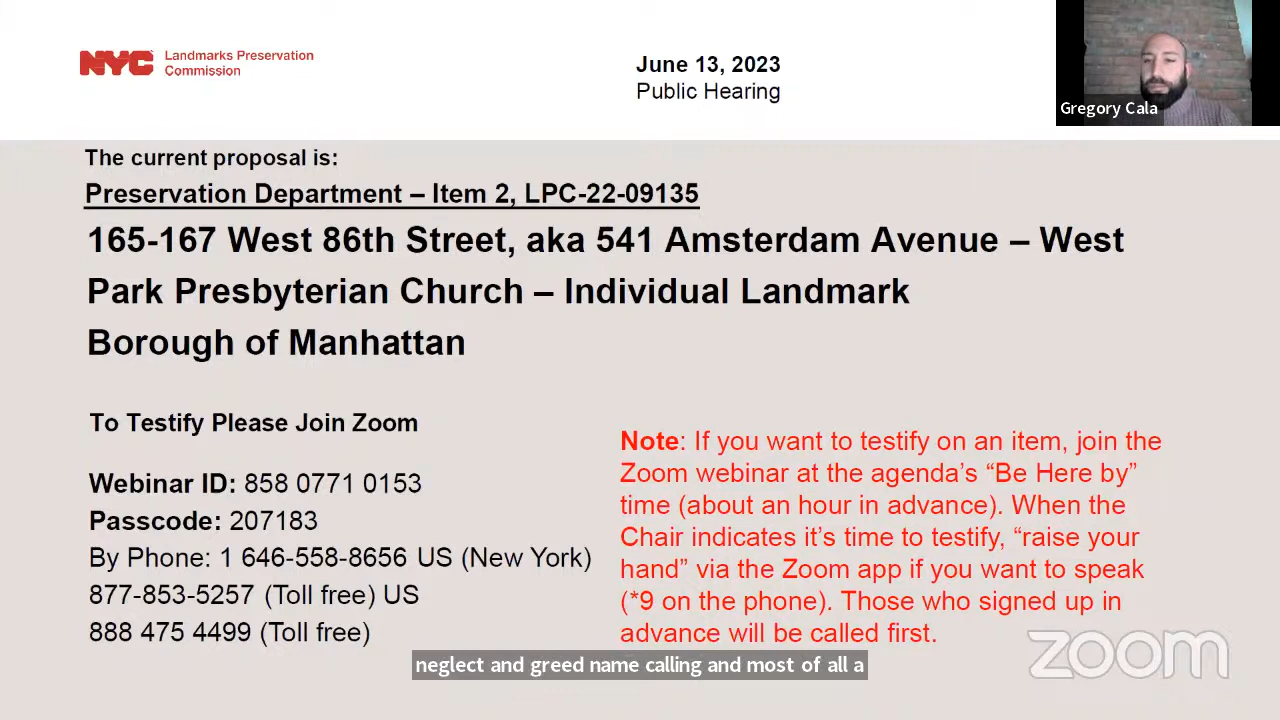 NYC
Landmarks Preservation
Commission
June 13, 2023
Public Hearing
Gregory Cala
The current proposal is:
Preservation Department – Item 2, LPC-22-09135
165-167 West 86th Street, aka 541 Amsterdam Avenue – West
Park Presbyterian Church – Individual Landmark
Borough of Manhattan
To Testify Please Join Zoom
Webinar ID: 858 0771 0153
Passcode: 207183
By Phone: 1 646-558-8656 US (New York)
877-853-5257 (Toll free) US
888 475 4499 (Toll free)
Note: If you want to testify on an item, join the
Zoom webinar at the agenda’s “Be Here by”
time (about an hour in advance). When the
Chair indicates it’s time to testify, “raise your
hand” via the Zoom app if you want to speak
(*9 on the phone). Those who signed up in
advance will be called first.
zoom
neglect and greed name calling and most of all a